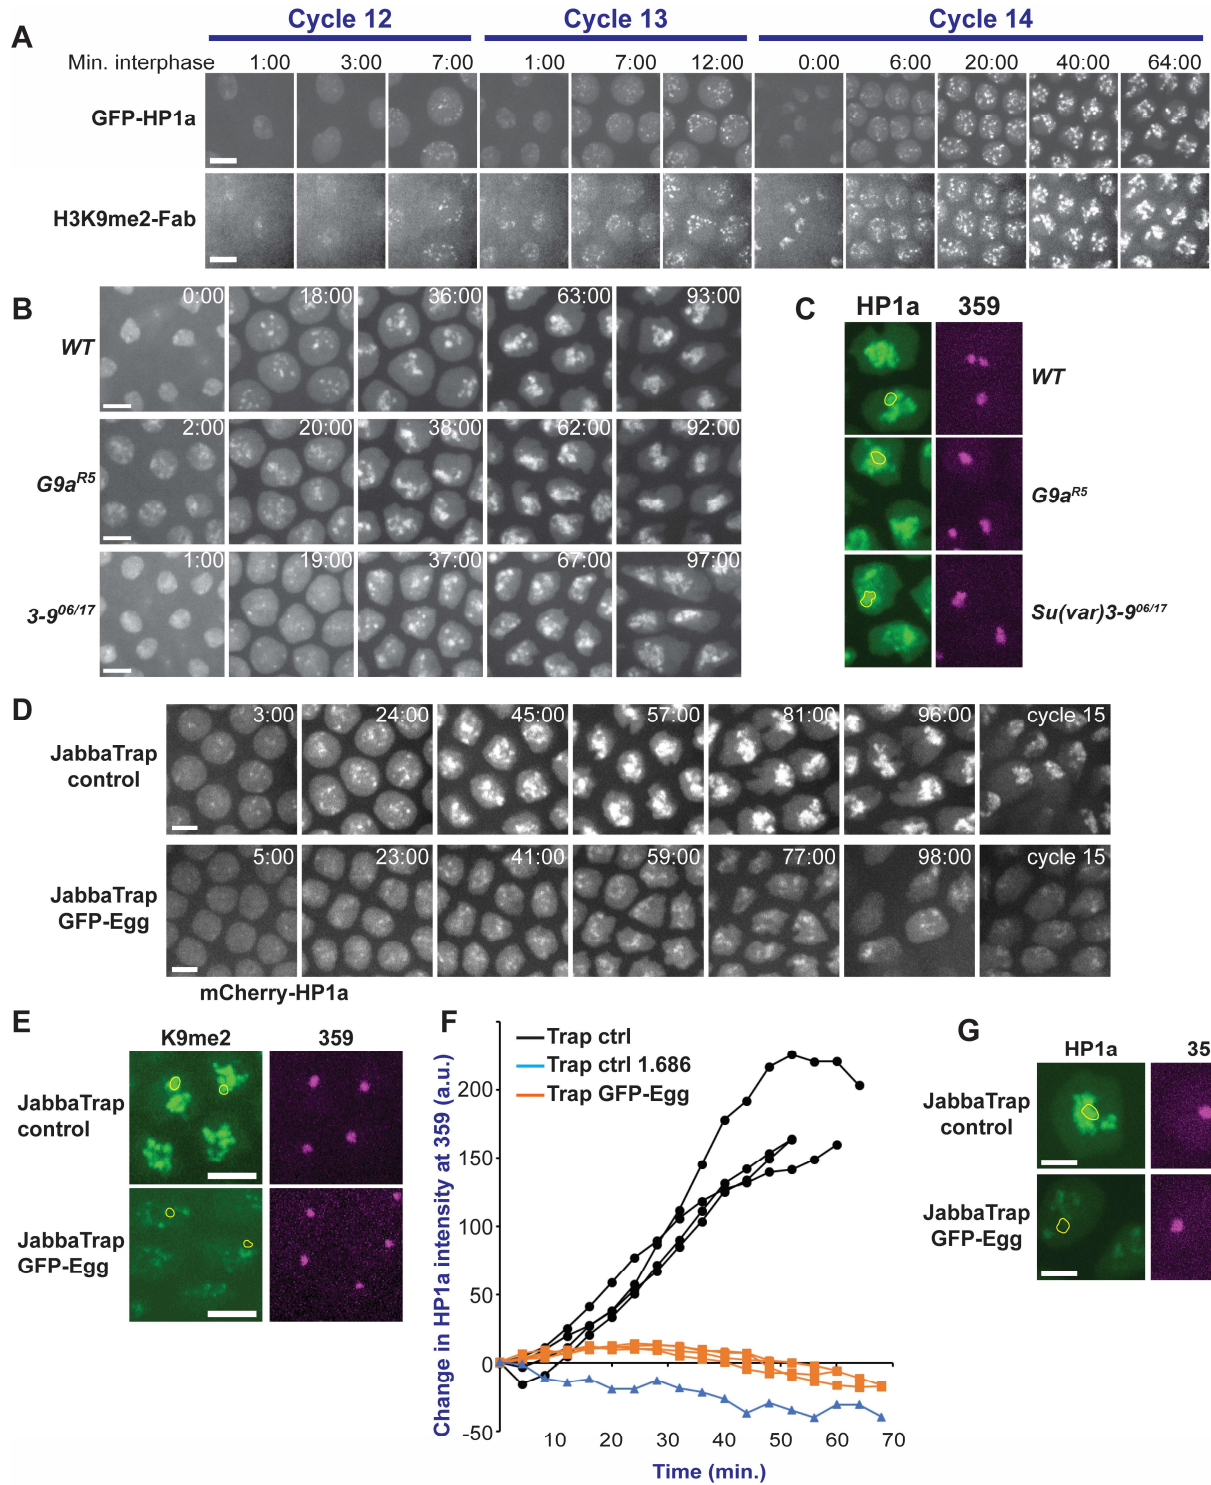 A
Cycle 12
Cycle 13
Cycle 14
Min. interphase
1:00
3:00
7:00
1:00
7:00
12:00
0:00
6:00
20:00
40:00
64:00
GFP-HP1a
H3K9me2-Fab
B
0:00
18:00
36:00
63:00
93:00
WT
2:00
20:00
38:00
62:00
92:00
G9aR5
1:00
19:00
37:00
67:00
97:00
3-906/17
C
HP1a
359
WT
G9aR5
Su(var)3-906/17
D
3:00
24:00
45:00
57:00
81:00
96:00
cycle 15
JabbaTrap
control
5:00
23:00
41:00
59:00
77:00
98:00
cycle 15
JabbaTrap
GFP-Egg
mCherry-HP1a
E
K9me2
359
JabbaTrap
control
JabbaTrap
GFP-Egg
F
Trap ctrl
Trap ctrl 1.686
Trap GFP-Egg
Change in HP1a intensity at 359 (a.u.)
200
150
100
50
0
-50
10
20
30
40
50
60
70
Time (min.)
G
HP1a
35
JabbaTrap
control
JabbaTrap
GFP-Egg